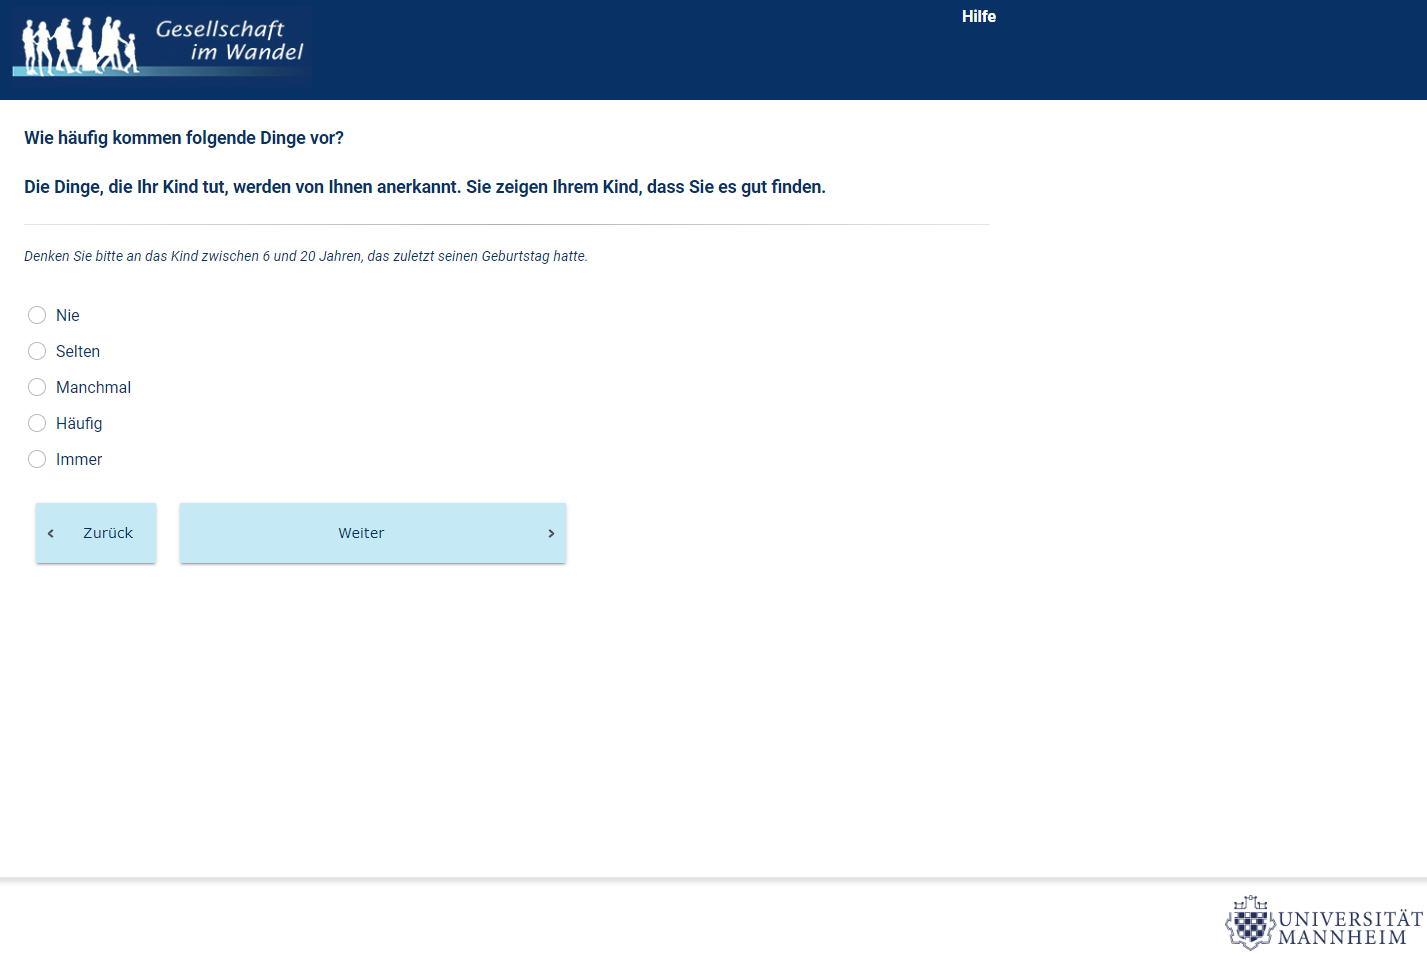 Gesellschaft
im Wandel
Hilfe
Wie häufig kommen folgende Dinge vor?
Die Dinge, die Ihr Kind tut, werden von Ihnen anerkannt. Sie zeigen Ihrem Kind, dass Sie es gut finden.
Denken Sie bitte an das Kind zwischen 6 und 20 Jahren, das zuletzt seinen Geburtstag hatte.
Nie
Selten
Manchmal
Häufig
Immer
Zurück
Weiter
UNIVERSITÄT
MANNHEIM